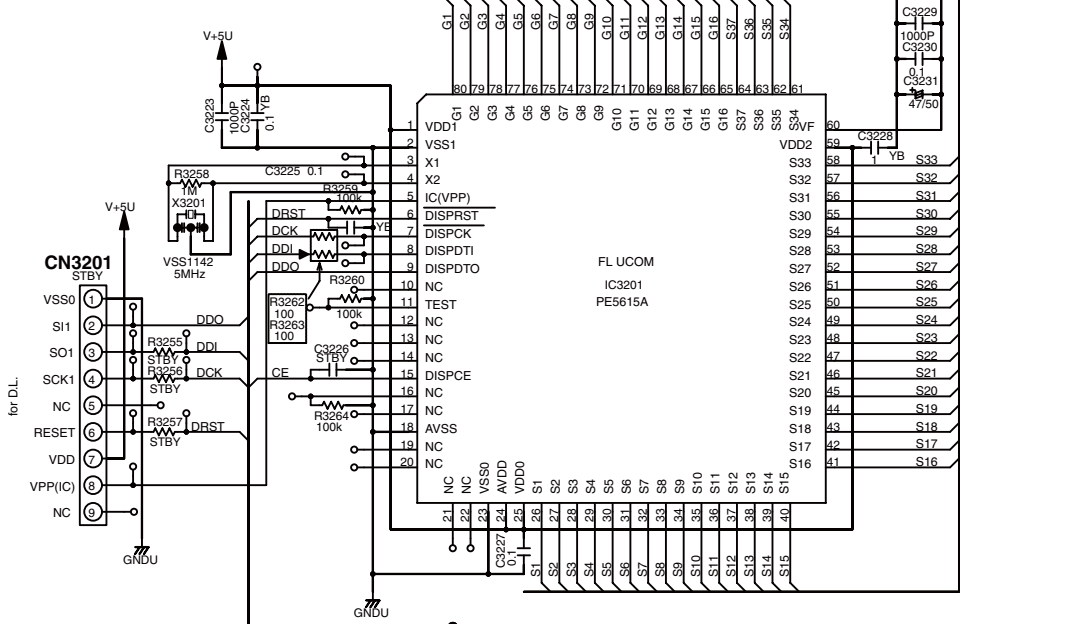 G1 G2 G3 G4 G5 G6 G7 G8 G9 G10 G11 G12 G13 G14 G15 G16 S37 S36 S35 S34
C3229
1000P
C3230
0.1
C3231
47/50
V+5U
C3223
1000P
C3224
0.1 YB
80 79 78 77 76 75 74 73 72 71 70 69 68 67 66 65 64 63 62 61
G1 G2 G3 G4 G5 G6 G7 G8 G9 G10 G11 G12 G13 G14 G15 G16 S37 S36 S35 S34
1 VDD1
2 VSS1
3 X1
4 X2
5 IC(VPP)
6 DISPRST
7 DISPCK
8 DISPDTI
9 DISPDTO
10 NC
11 TEST
12 NC
13 NC
14 NC
15 DISPCE
16 NC
17 NC
18 AVSS
19 NC
20 NC
VF 60
VDD2 59
C3228
1 YB
S33 58 S33
S32 57 S32
S31 56 S31
S30 55 S30
S29 54 S29
S28 53 S28
S27 52 S27
S26 51 S26
S25 50 S25
S24 49 S24
S23 48 S23
S22 47 S22
S21 46 S21
S20 45 S20
S19 44 S19
S18 43 S18
S17 42 S17
S16 41 S16
FL UCOM
IC3201
PE5615A
R3258
1M
X3201
VSS1142
5MHz
C3225 0.1
R3259
100k
YB
DRST
DCK
DDI
DDO
R3260
100k
R3262
100
R3263
100
C3226
STBY
CE
R3264
100k
V+5U
CN3201
STBY
for D.L.
VSS0 1
SI1 2
SO1 3
SCK1 4
NC 5
RESET 6
VDD 7
VPP(IC) 8
NC 9
DDO
R3255
STBY
DDI
R3256
STBY
DCK
R3257
STBY
DRST
GNDU
NC NC VSS0 AVDD VDD0 S1 S2 S3 S4 S5 S6 S7 S8 S9 S10 S11 S12 S13 S14 S15
21 22 23 24 25 26 27 28 29 30 31 32 33 34 35 36 37 38 39 40
C3227
0.1
S1 S2 S3 S4 S5 S6 S7 S8 S9 S10 S11 S12 S13 S14 S15
GNDU